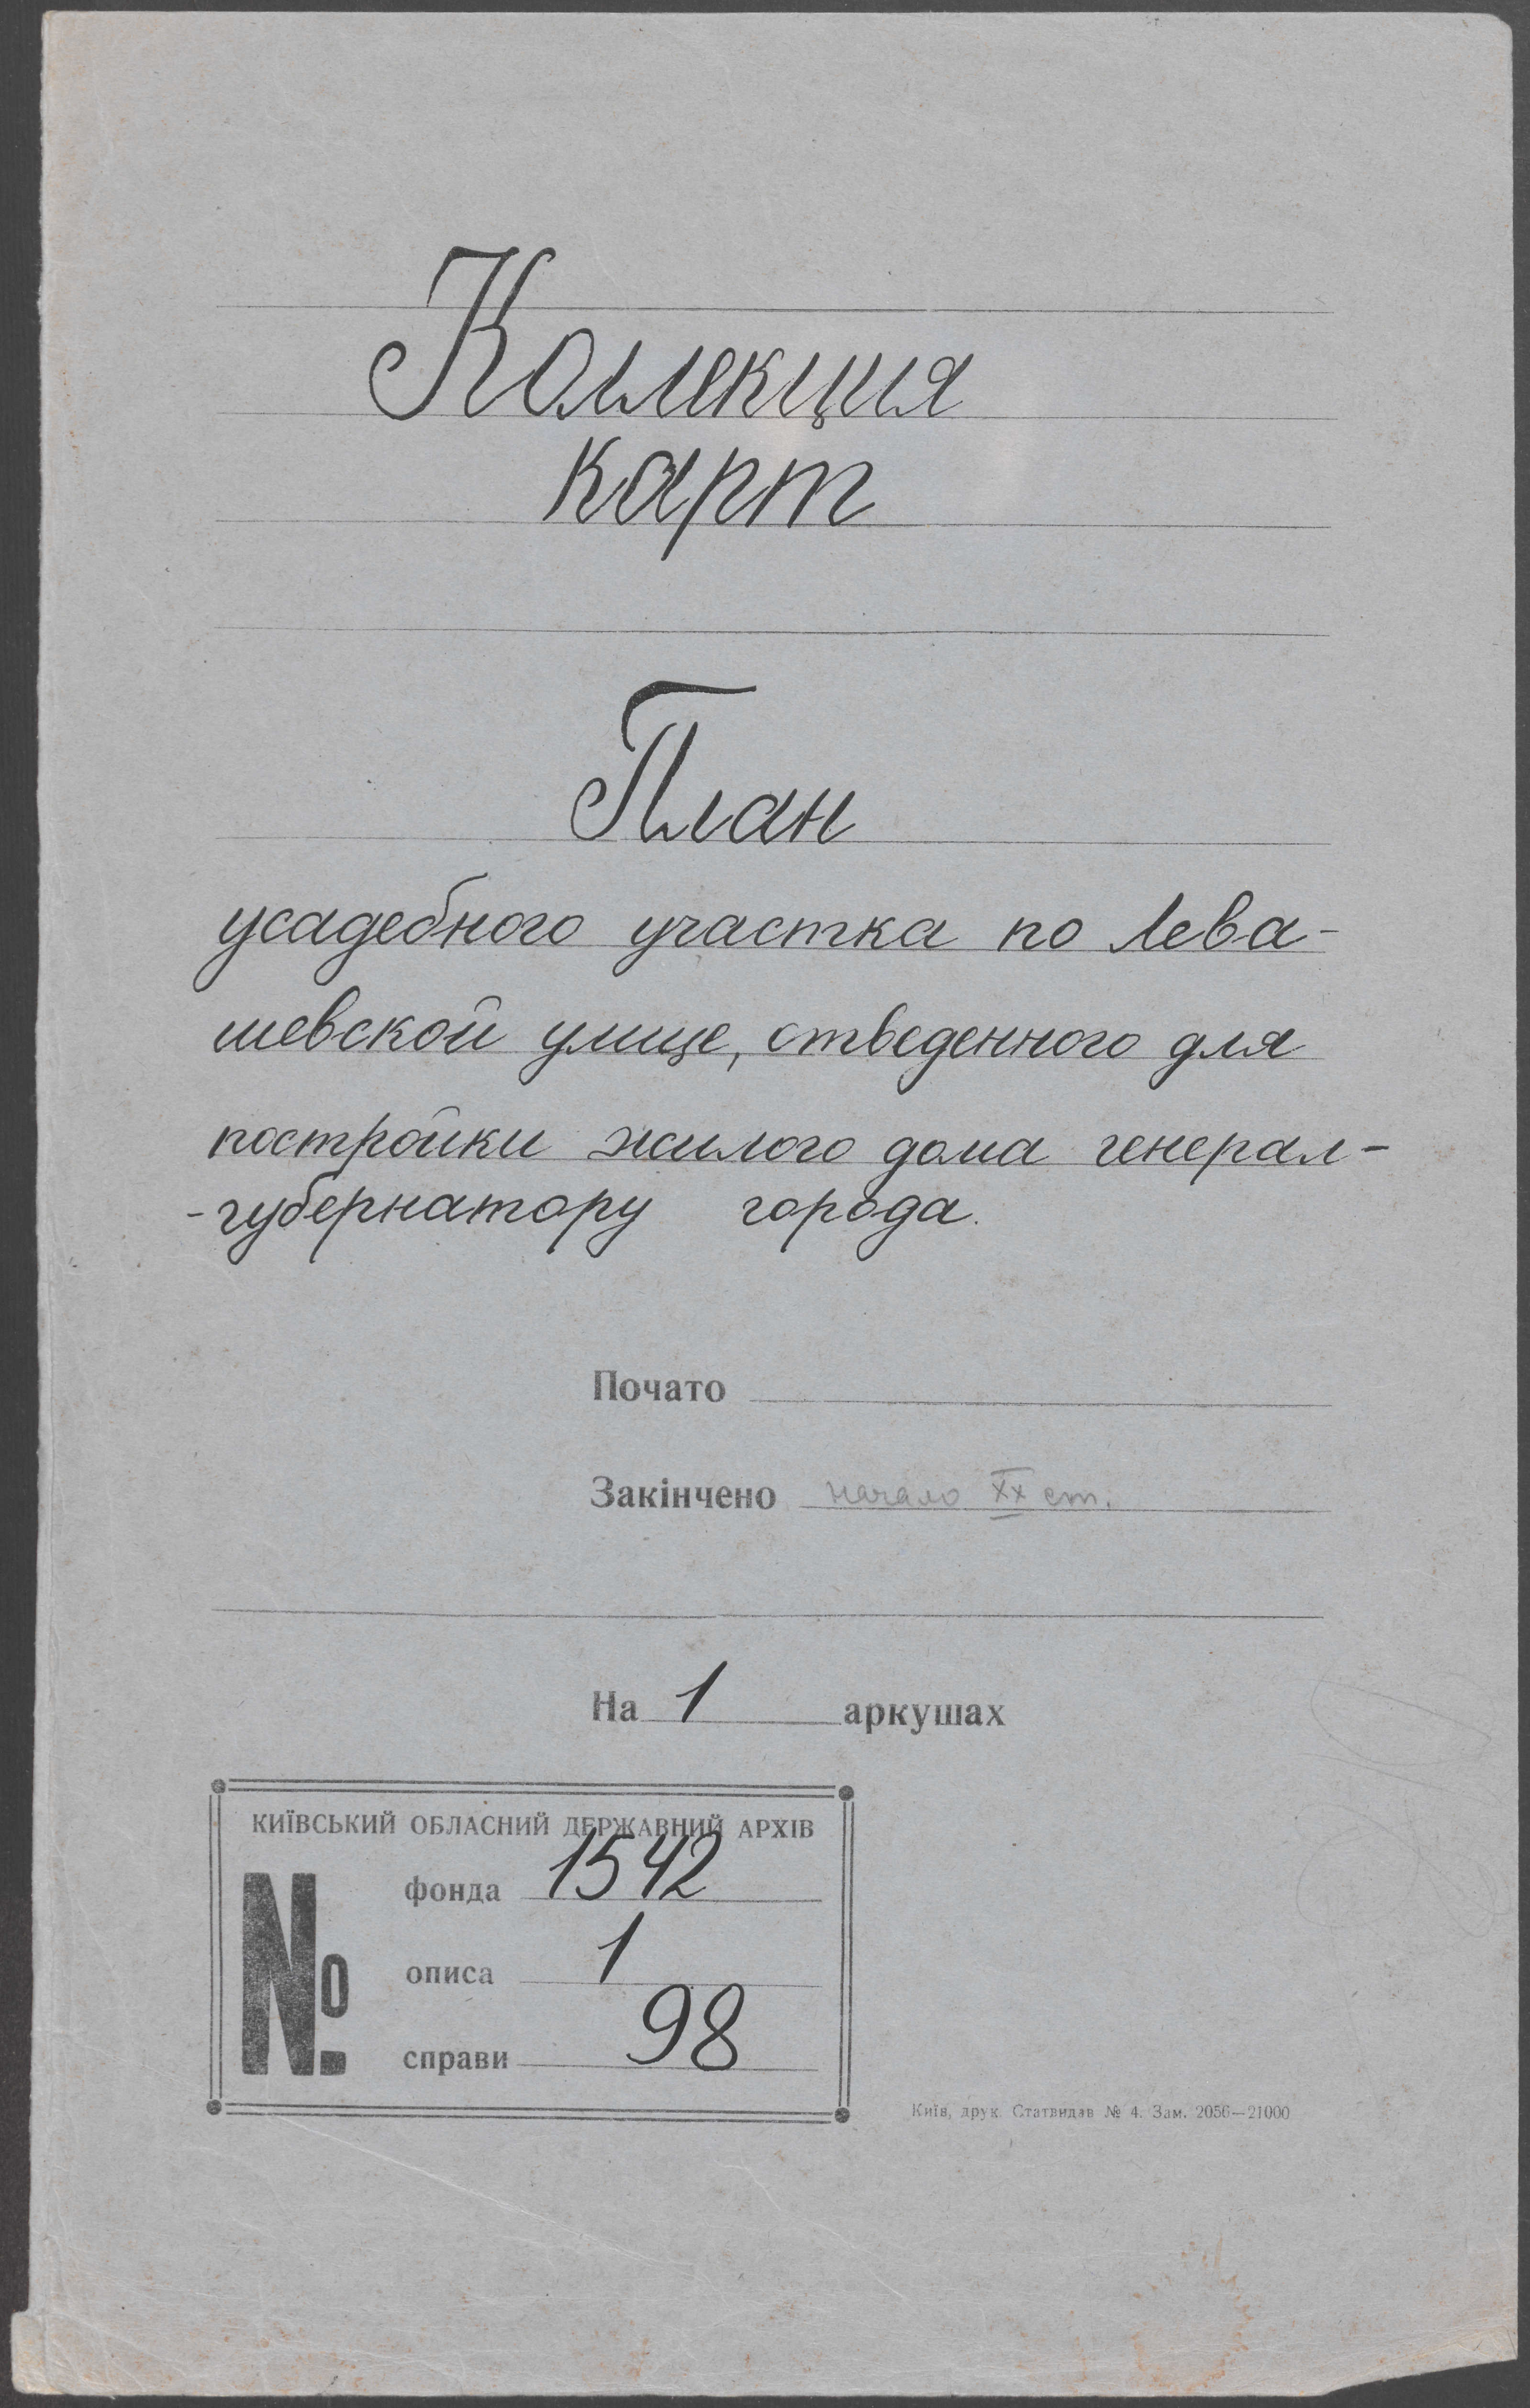 Коллекция
карт
План
усадебного участка по Лева-
шевской улице, отведенного для
постройки жилого дома генерал-
-губернатору города.
Почато
Закінчено начало XX ст.
На 1 аркушах
КИЇВСЬКИЙ ОБЛАСНИЙ ДЕРЖАВНИЙ АРХІВ
№
фонда 1542
описа 1
справи 98
Київ, друк. Статвидав № 4. Зам. 2056—21000